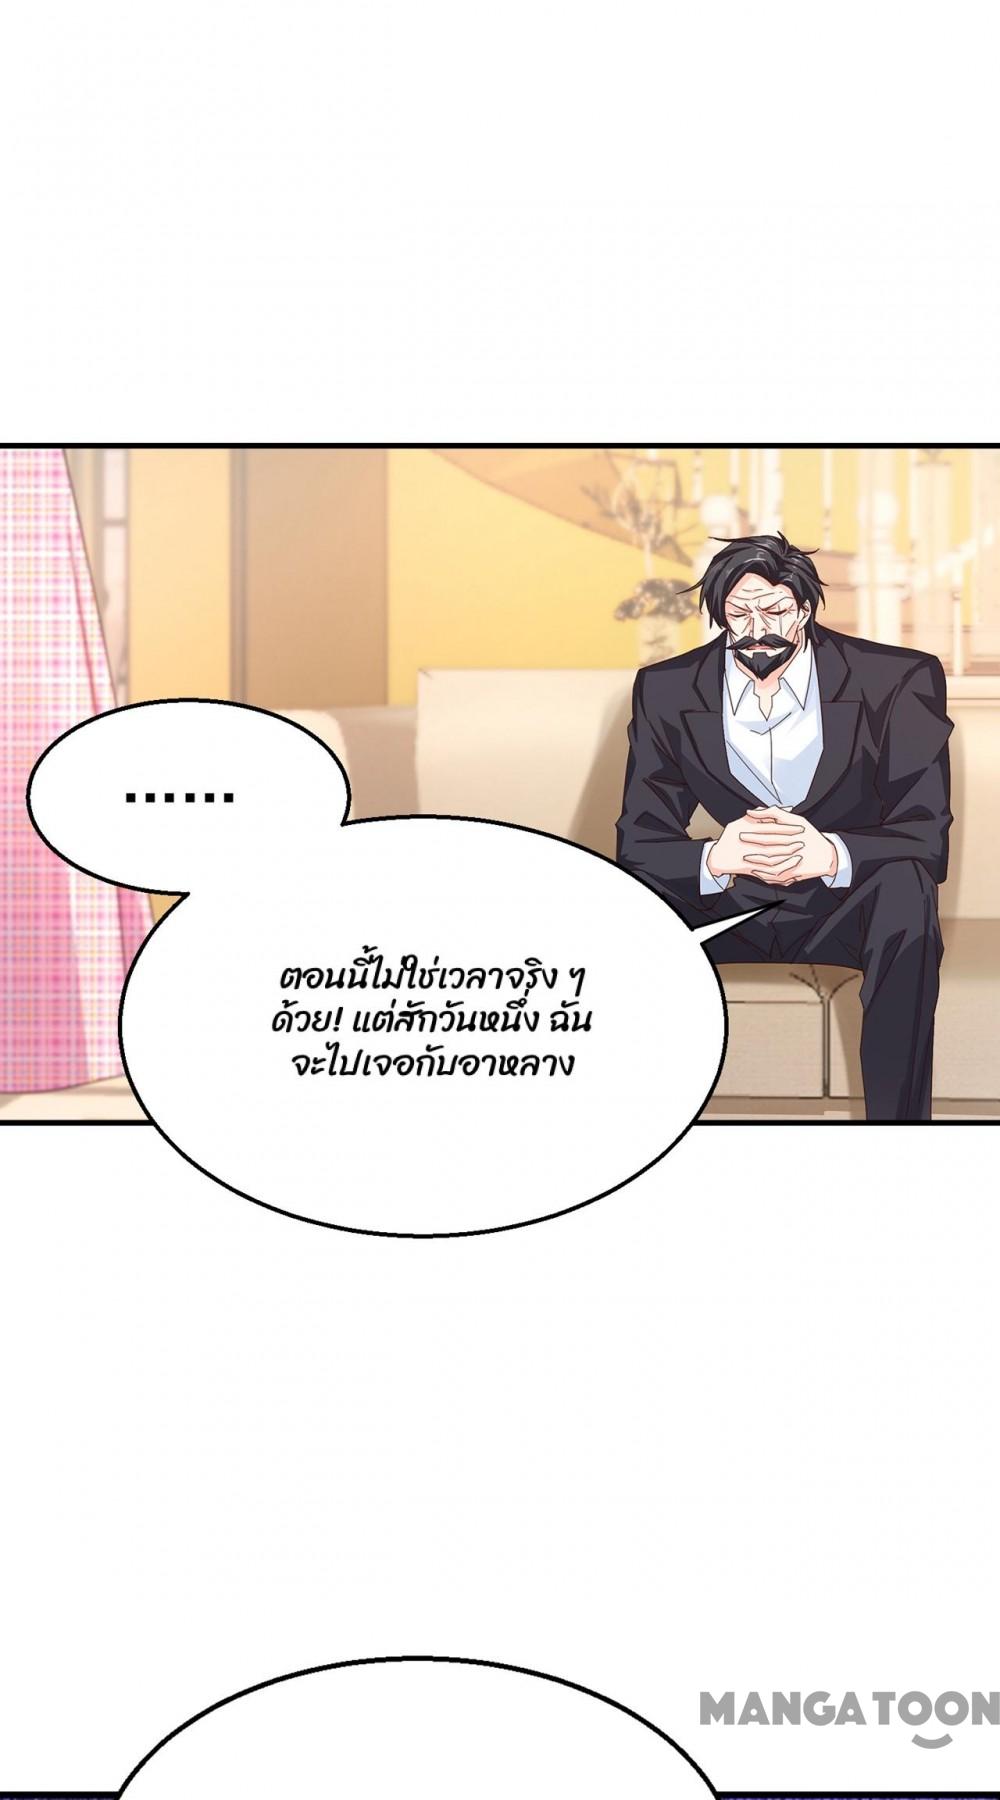 ......
ตอนนี้ไม่ใช่เวลาจริง ๆ
ด้วย! แต่สักวันหนึ่ง ฉัน
จะไปเจอกับอาหลาง
MANGATOON